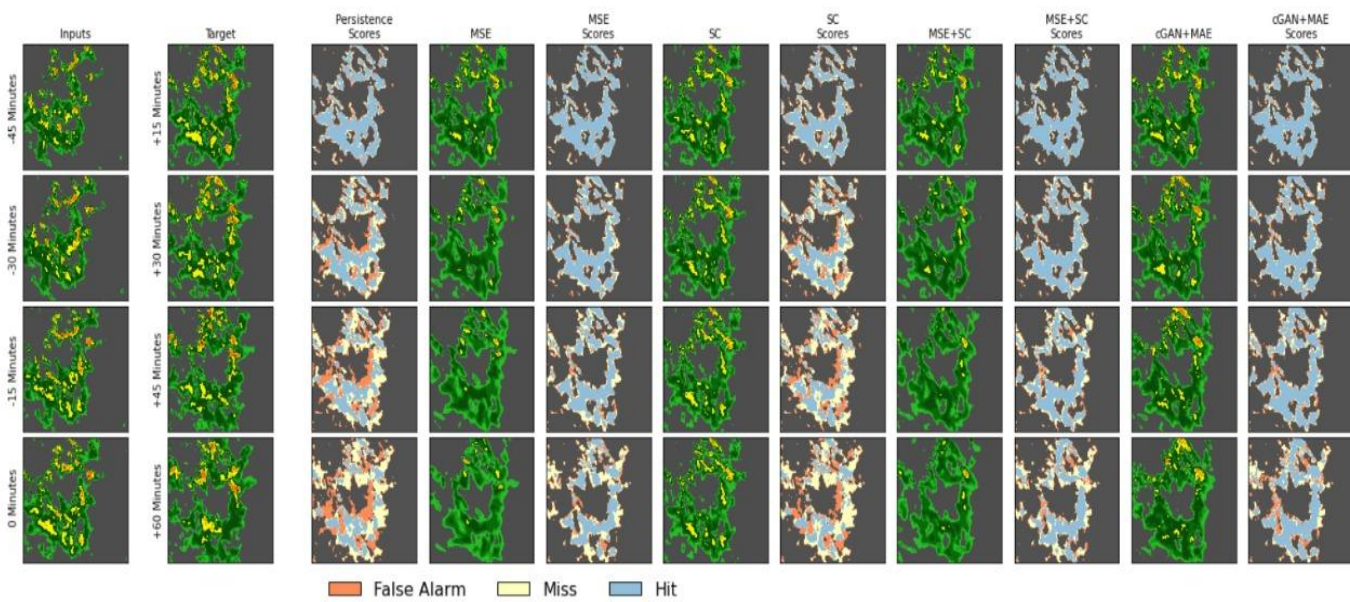 Inputs
Target
Persistence
Scores
MSE
MSE
Scores
SC
SC
Scores
MSE+SC
MSE+SC
Scores
cGAN+MAE
cGAN+MAE
Scores
-45 Minutes
+15 Minutes
-30 Minutes
+30 Minutes
-15 Minutes
+45 Minutes
0 Minutes
+60 Minutes
False Alarm
Miss
Hit